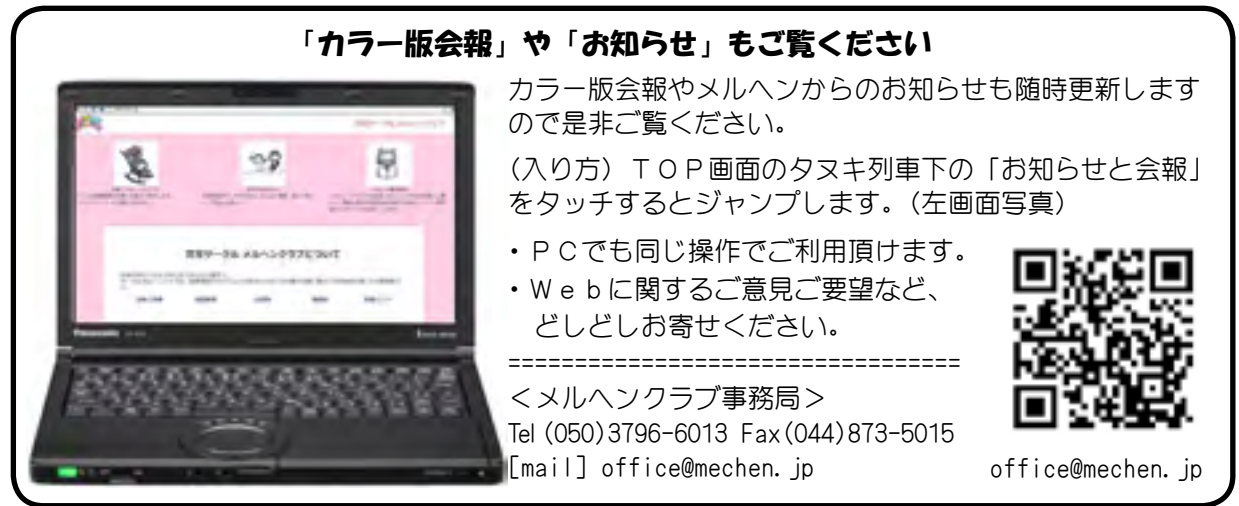 「カラー版会報」や「お知らせ」もご覧ください
カラー版会報やメルヘンからのお知らせも随時更新します
ので是非ご覧ください。
(入り方) TOP画面のタヌキ列車下の「お知らせと会報」
をタッチするとジャンプします。(左画面写真)
・PCでも同じ操作でご利用頂けます。
・Webに関するご意見ご要望など、
どしどしお寄せください。
==================================
<メルヘンクラブ事務局>
Tel(050)3796-6013 Fax(044)873-5015
[mail] office@mechen.jp
office@mechen.jp
Panasonic